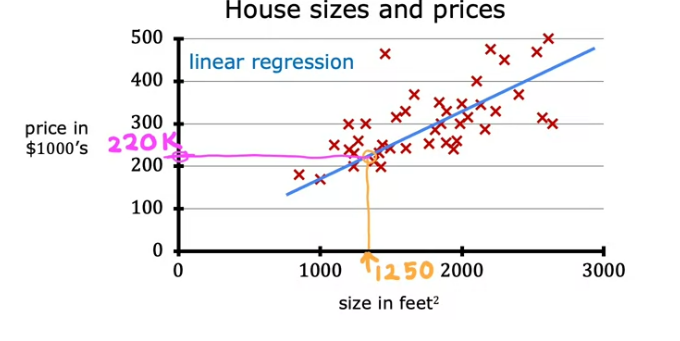 House sizes and prices
500
linear regression
400
300
price in
$1000's
220K
200
100
0
0
1000
2000
3000
1250
size in feet²